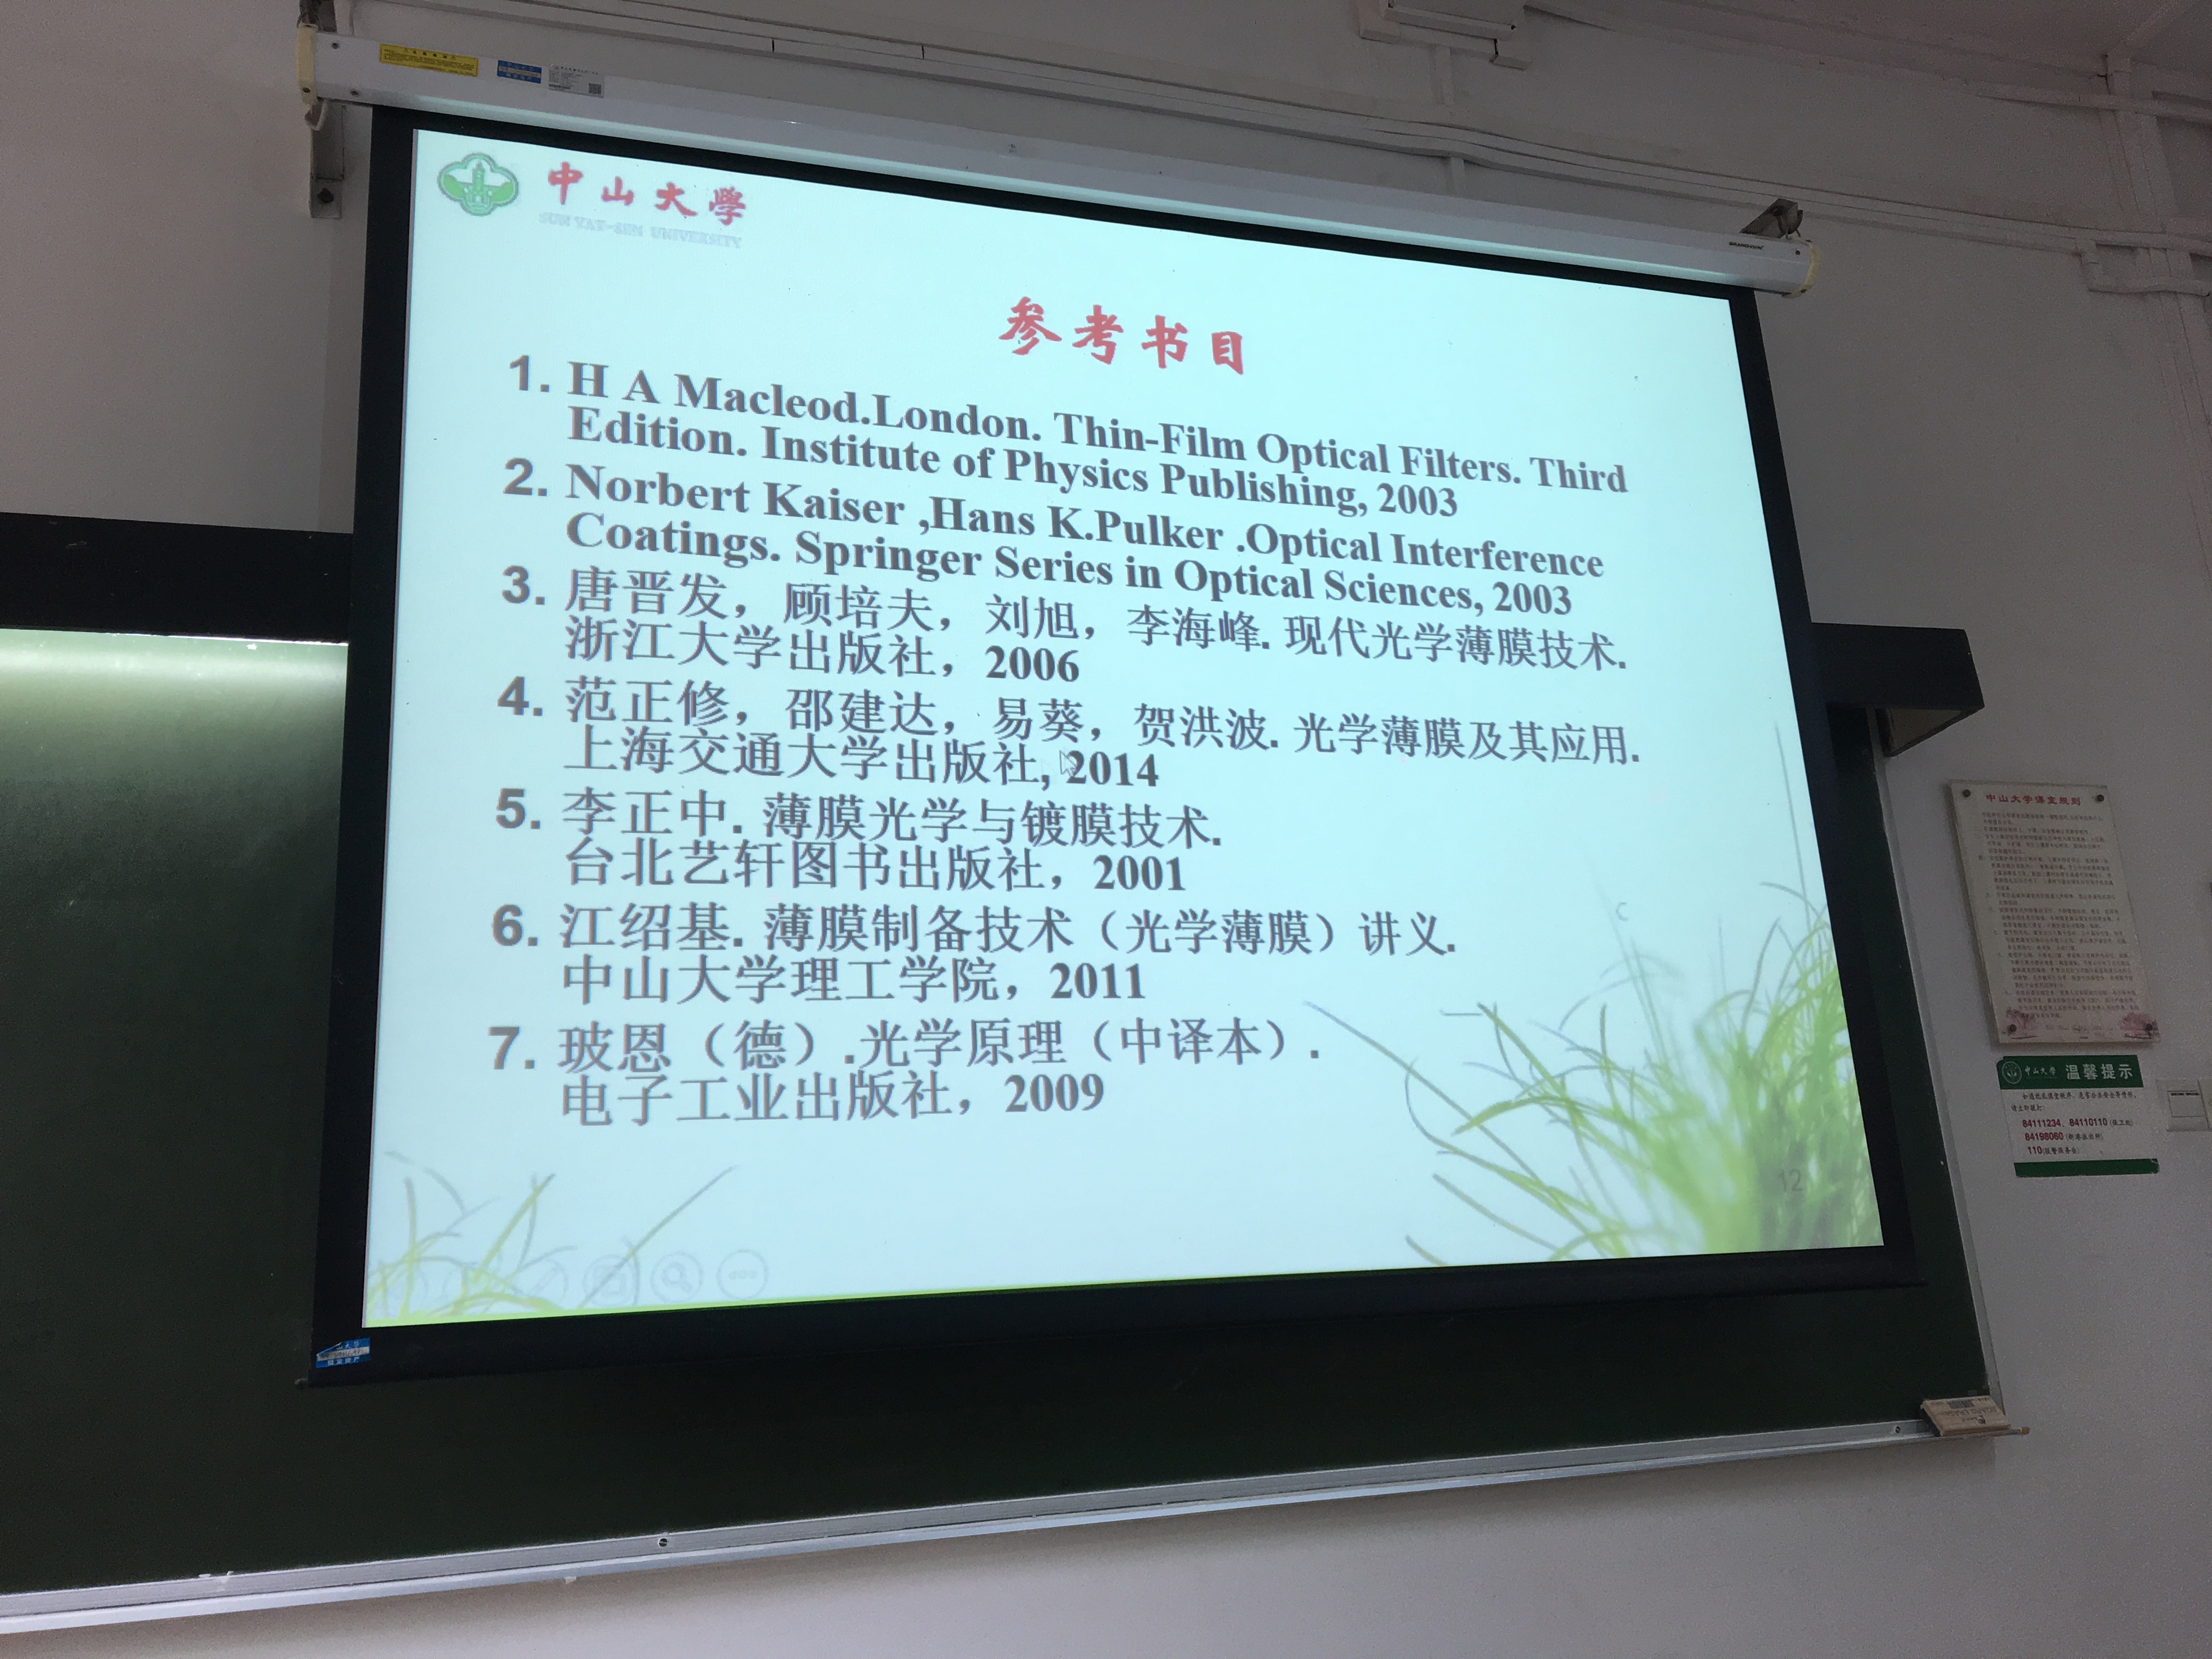 中山大學
SUN YAT-SEN UNIVERSITY
参考书目
1. H A Macleod.London. Thin-Film Optical Filters. Third
Edition. Institute of Physics Publishing, 2003
2. Norbert Kaiser ,Hans K.Pulker .Optical Interference
Coatings. Springer Series in Optical Sciences, 2003
3. 唐晋发，顾培夫，刘旭，李海峰. 现代光学薄膜技术.
浙江大学出版社，2006
4. 范正修，邵建达，易葵，贺洪波. 光学薄膜及其应用.
上海交通大学出版社, 2014
5. 李正中. 薄膜光学与镀膜技术.
台北艺轩图书出版社，2001
6. 江绍基. 薄膜制备技术（光学薄膜）讲义.
中山大学理工学院，2011
7. 玻恩（德）.光学原理（中译本）.
电子工业出版社，2009
12
中山大学课堂规则
中山大学 温馨提示
84111234、84110110
84198060
110